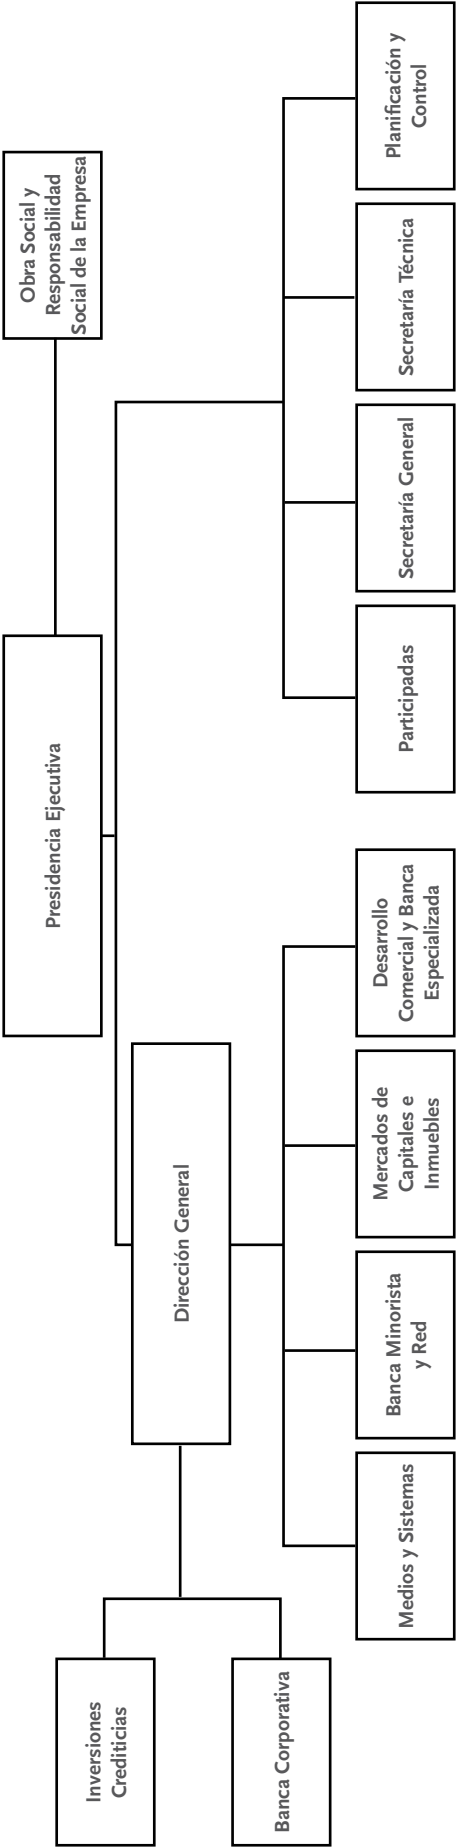 Presidencia Ejecutiva
Obra Social y
Responsabilidad
Social de la Empresa
Dirección General
Inversiones
Crediticias
Banca Corporativa
Medios y Sistemas
Banca Minorista
y Red
Mercados de
Capitales e
Inmuebles
Desarrollo
Comercial y Banca
Especializada
Participadas
Secretaría General
Secretaría Técnica
Planificación y
Control